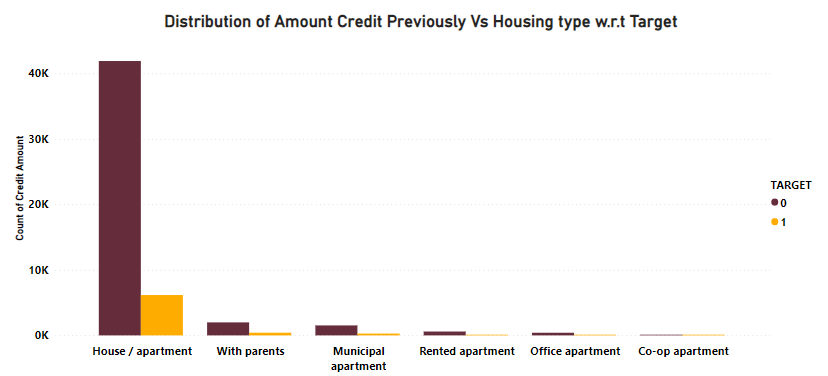 Distribution of Amount Credit Previously Vs Housing type w.r.t Target
Count of Credit Amount
40K
30K
20K
10K
0K
House / apartment
With parents
Municipal
apartment
Rented apartment
Office apartment
Co-op apartment
TARGET
0
1